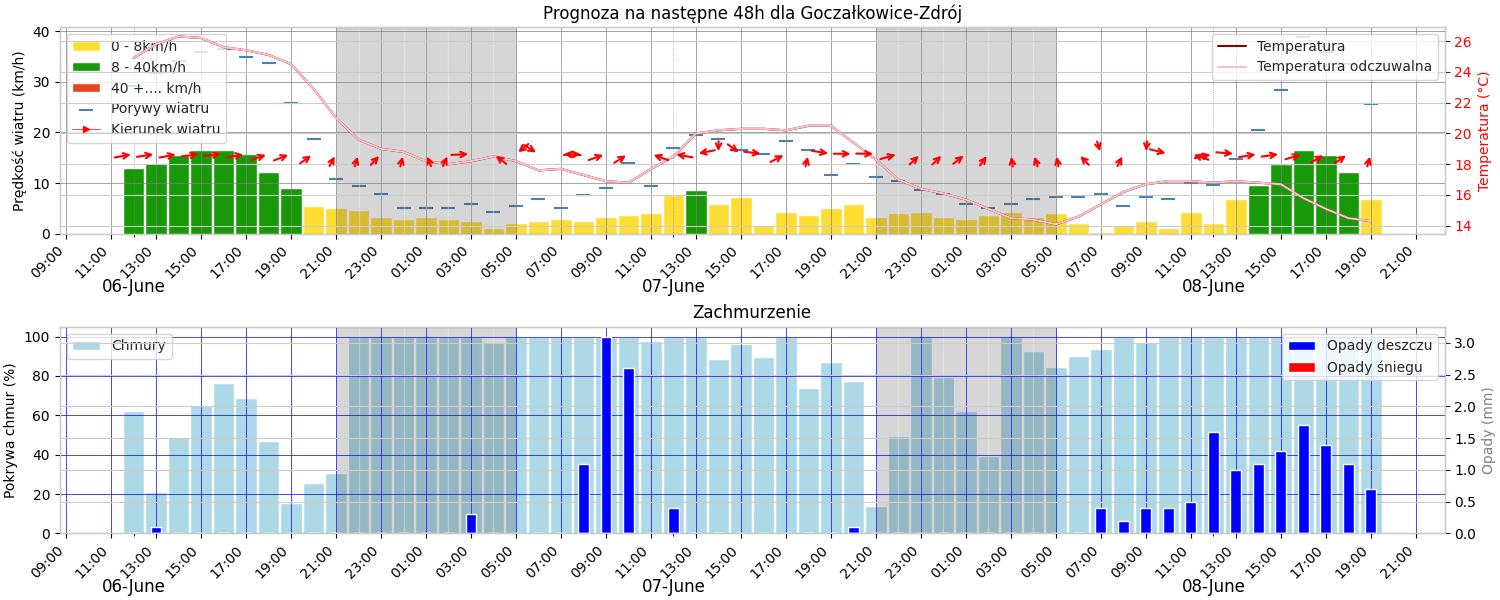 Prognoza na następne 48h dla Goczałkowice-Zdrój
Prędkość wiatru (km/h)
40
30
20
10
0
0 - 8km/h
8 - 40km/h
40 +.... km/h
Porywy wiatru
Kierunek wiatru
Temperatura
Temperatura odczuwalna
26
24
22
20
18
16
14
Temperatura (°C)
09:00 11:00 13:00 15:00 17:00 19:00 21:00 23:00 01:00 03:00 05:00 07:00 09:00 11:00 13:00 15:00 17:00 19:00 21:00 23:00 01:00 03:00 05:00 07:00 09:00 11:00 13:00 15:00 17:00 19:00 21:00
06-June 07-June 08-June
Zachmurzenie
Pokrywa chmur (%)
100
80
60
40
20
0
Chmury
Opady deszczu
Opady śniegu
3.0
2.5
2.0
1.5
1.0
0.5
0.0
Opady (mm)
09:00 11:00 13:00 15:00 17:00 19:00 21:00 23:00 01:00 03:00 05:00 07:00 09:00 11:00 13:00 15:00 17:00 19:00 21:00 23:00 01:00 03:00 05:00 07:00 09:00 11:00 13:00 15:00 17:00 19:00 21:00
06-June 07-June 08-June